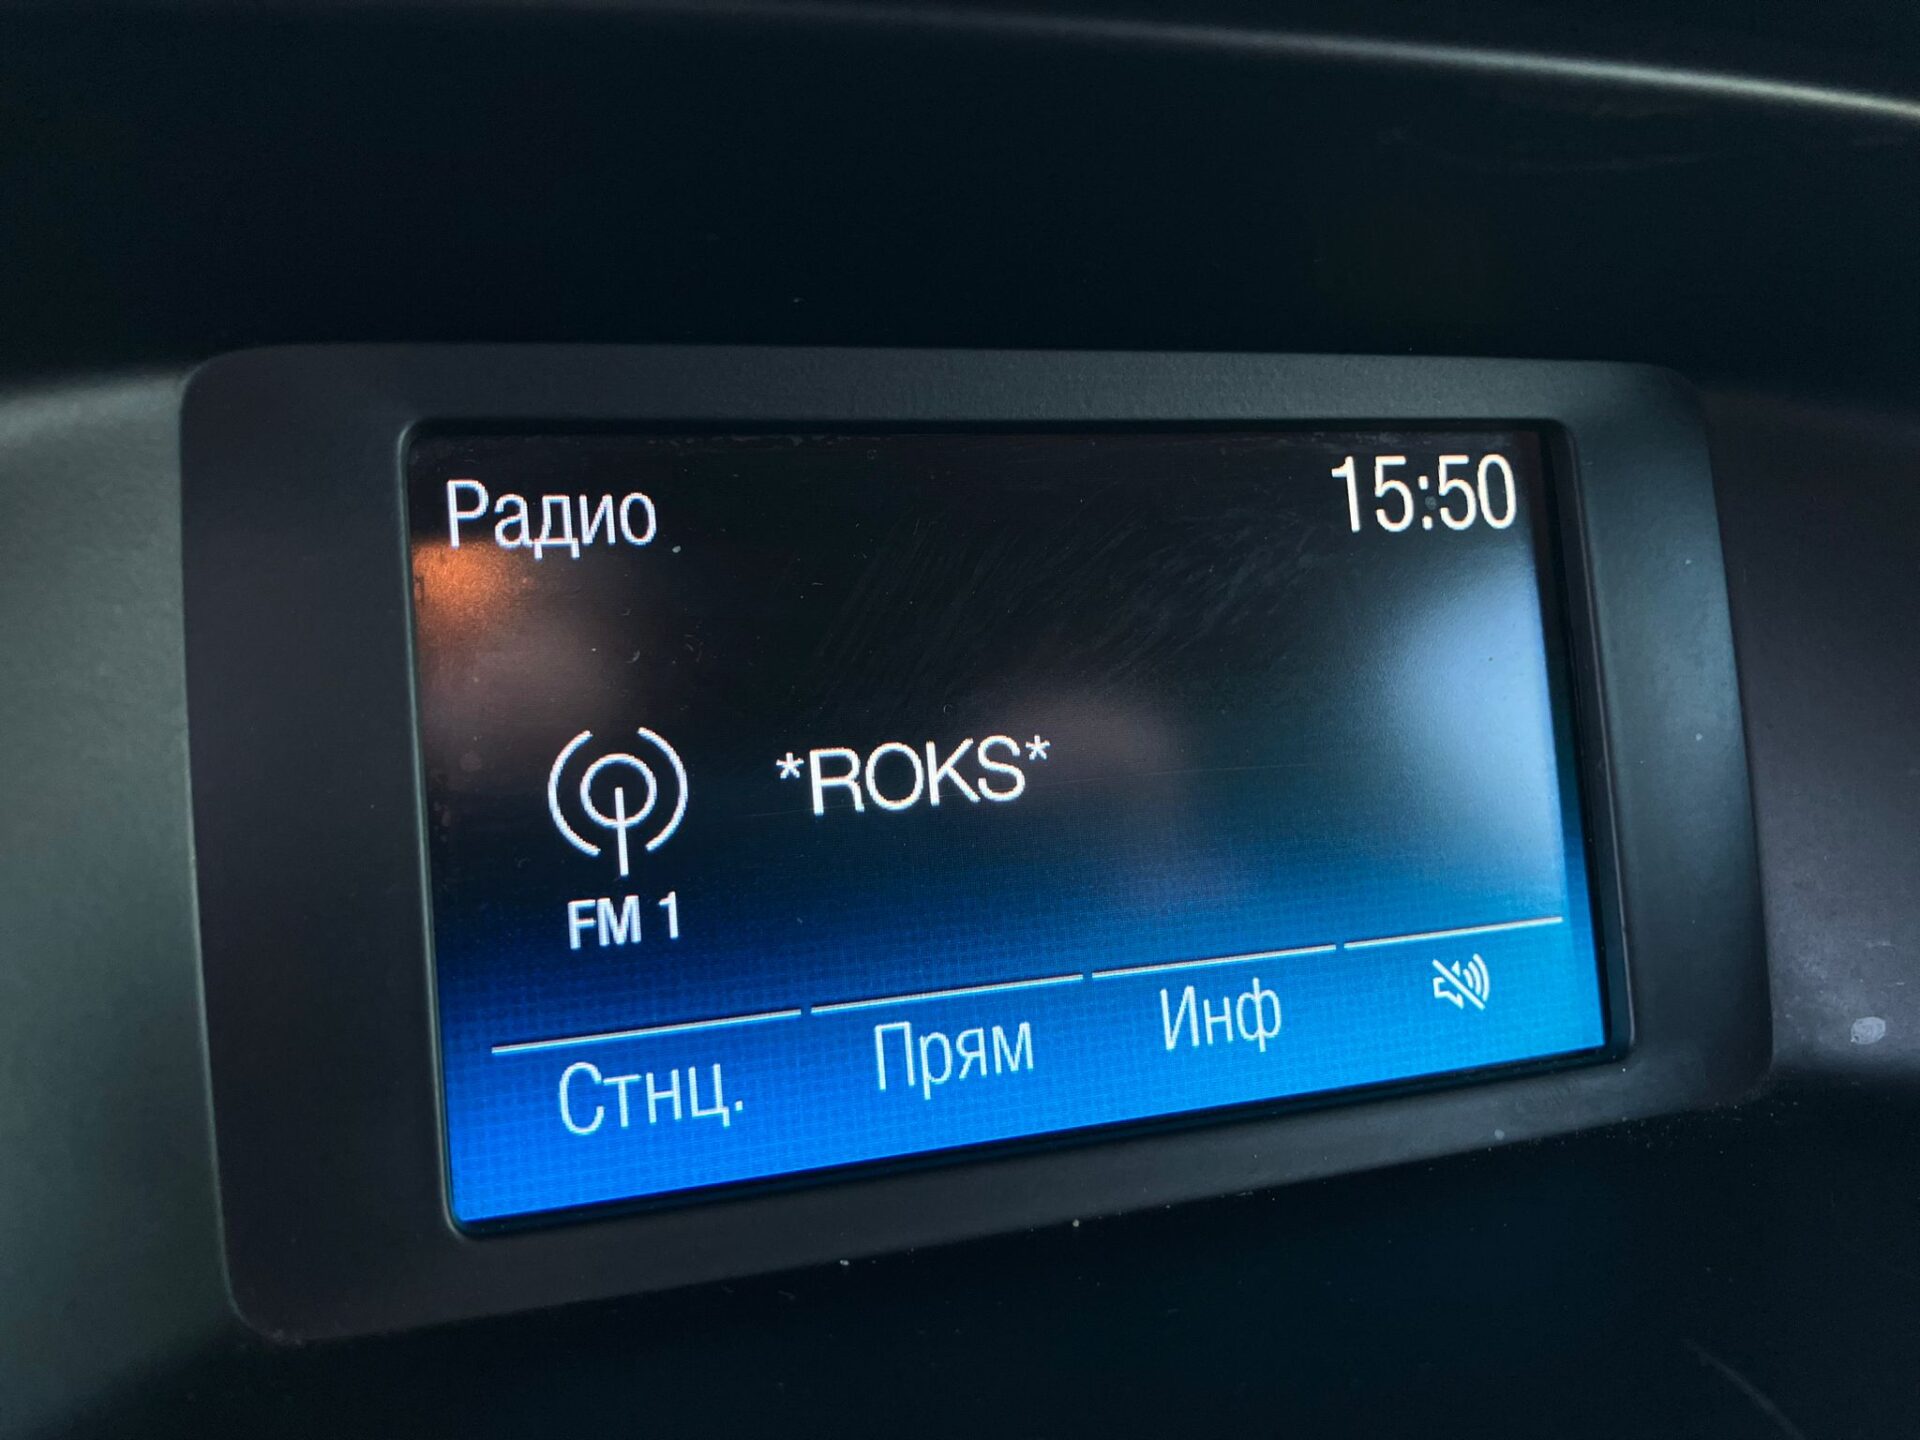 Радио 15:50
*ROKS*
FM 1
Стнц. Прям Инф